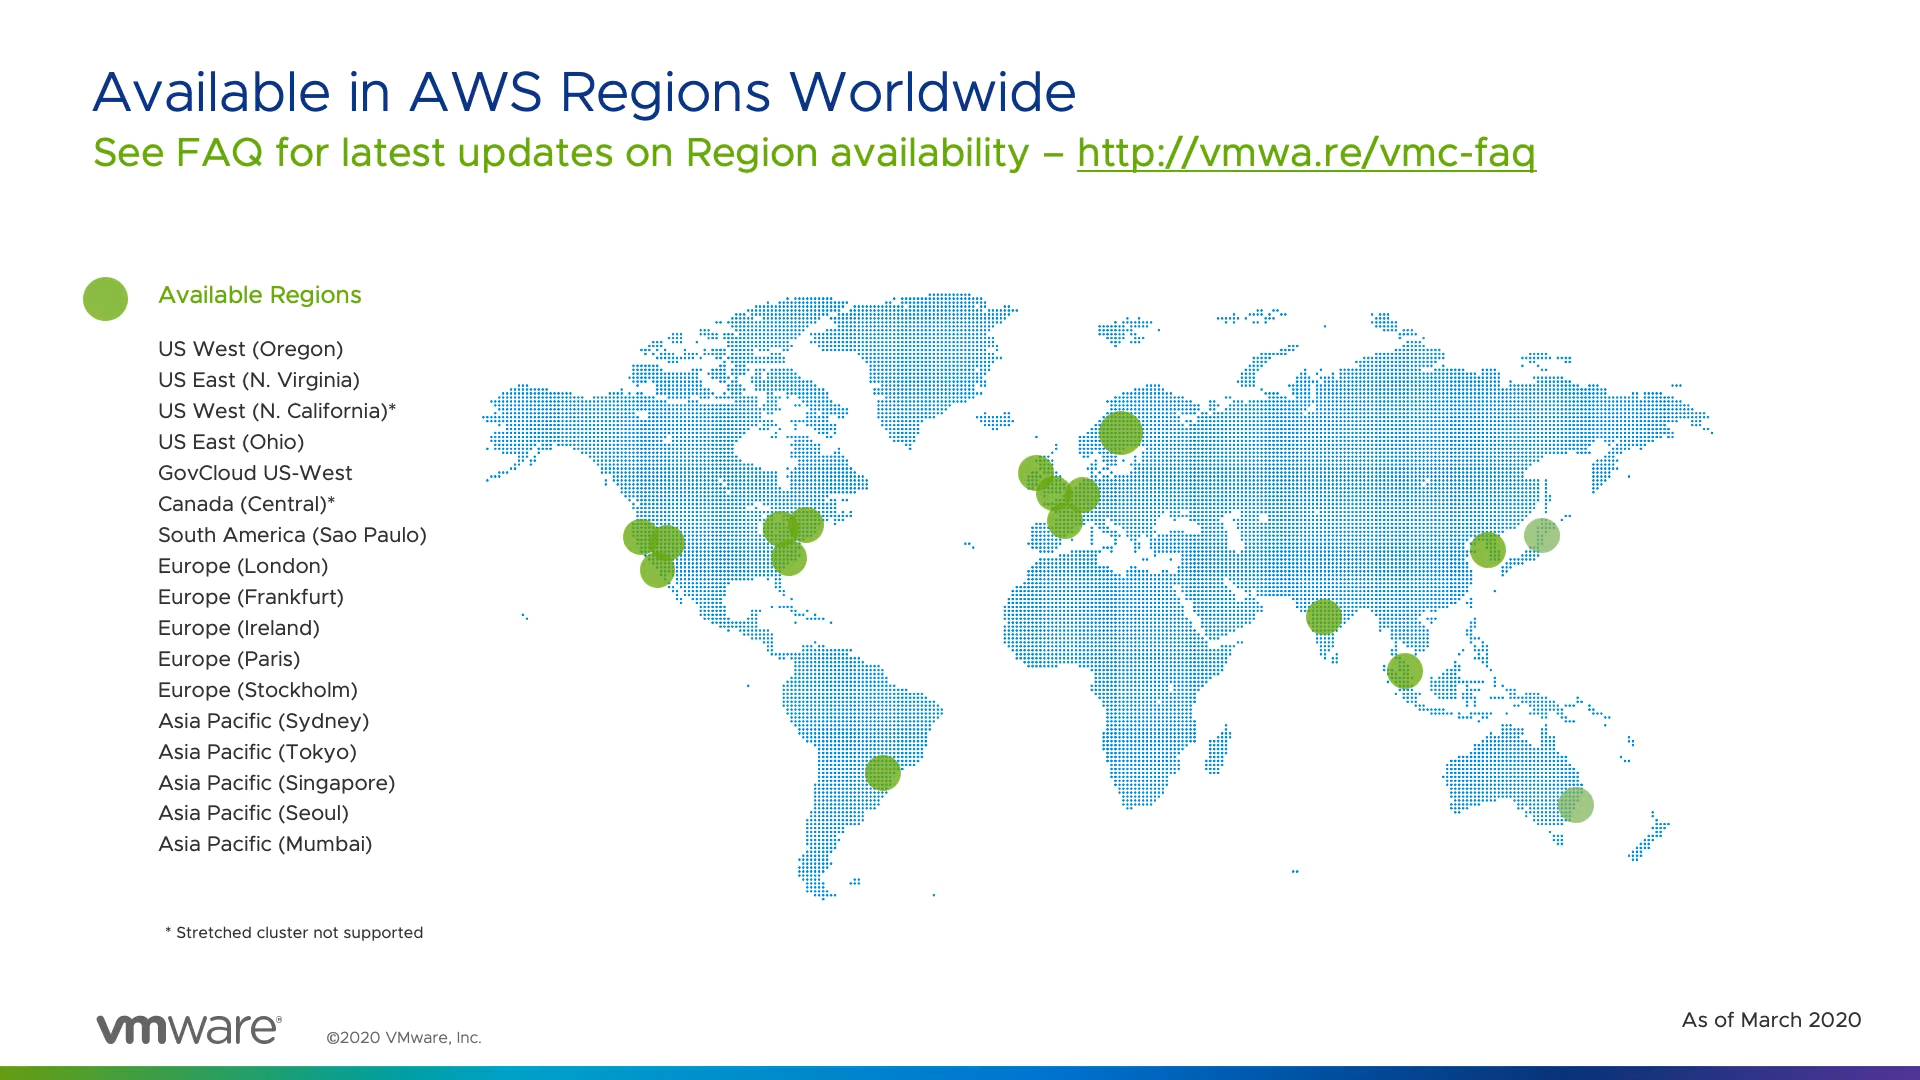 Available in AWS Regions Worldwide
See FAQ for latest updates on Region availability – http://vmwa.re/vmc-faq
Available Regions
US West (Oregon)
US East (N. Virginia)
US West (N. California)*
US East (Ohio)
GovCloud US-West
Canada (Central)*
South America (Sao Paulo)
Europe (London)
Europe (Frankfurt)
Europe (Ireland)
Europe (Paris)
Europe (Stockholm)
Asia Pacific (Sydney)
Asia Pacific (Tokyo)
Asia Pacific (Singapore)
Asia Pacific (Seoul)
Asia Pacific (Mumbai)
* Stretched cluster not supported
As of March 2020
vmware®
©2020 VMware, Inc.